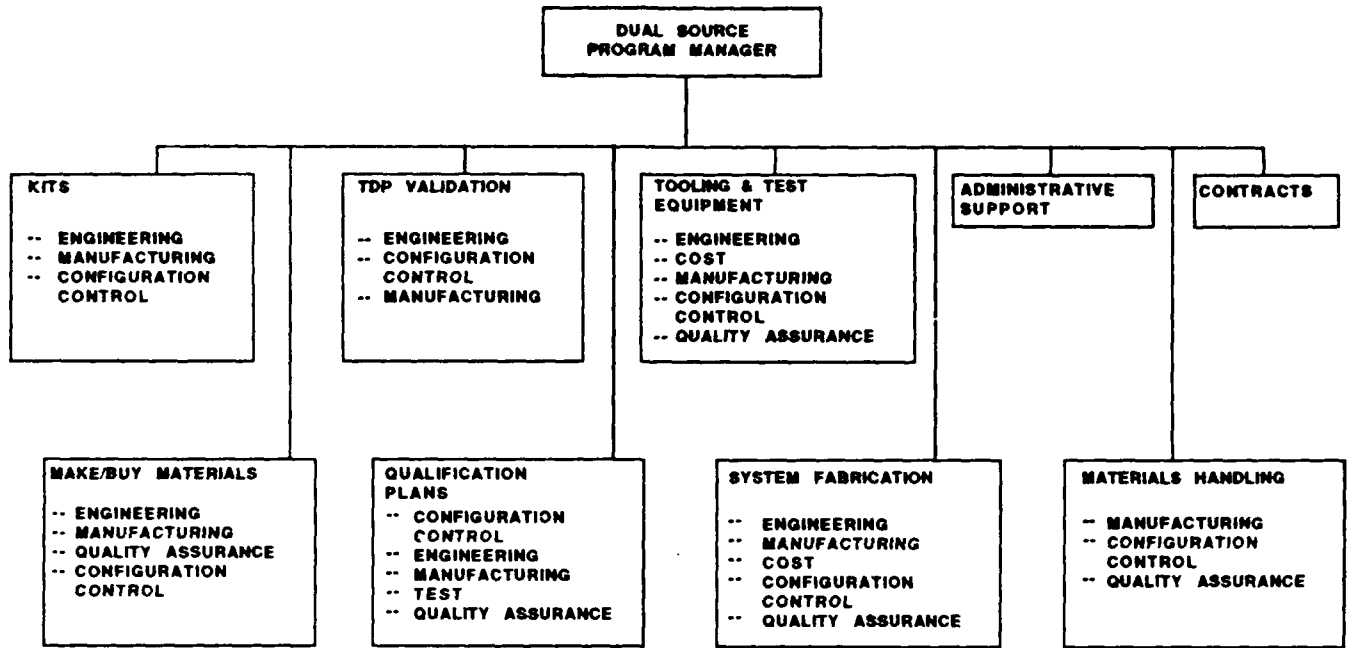 DUAL SOURCE
PROGRAM MANAGER
KITS
-- ENGINEERING
-- MANUFACTURING
-- CONFIGURATION
CONTROL
TDP VALIDATION
-- ENGINEERING
-- CONFIGURATION
CONTROL
-- MANUFACTURING
TOOLING & TEST
EQUIPMENT
-- ENGINEERING
-- COST
-- MANUFACTURING
-- CONFIGURATION
CONTROL
-- QUALITY ASSURANCE
ADMINISTRATIVE
SUPPORT
CONTRACTS
MAKE/BUY MATERIALS
-- ENGINEERING
-- MANUFACTURING
-- QUALITY ASSURANCE
-- CONFIGURATION
CONTROL
QUALIFICATION
PLANS
-- CONFIGURATION
CONTROL
-- ENGINEERING
-- MANUFACTURING
-- TEST
-- QUALITY ASSURANCE
SYSTEM FABRICATION
-- ENGINEERING
-- MANUFACTURING
-- COST
-- CONFIGURATION
CONTROL
-- QUALITY ASSURANCE
MATERIALS HANDLING
-- MANUFACTURING
-- CONFIGURATION
CONTROL
-- QUALITY ASSURANCE